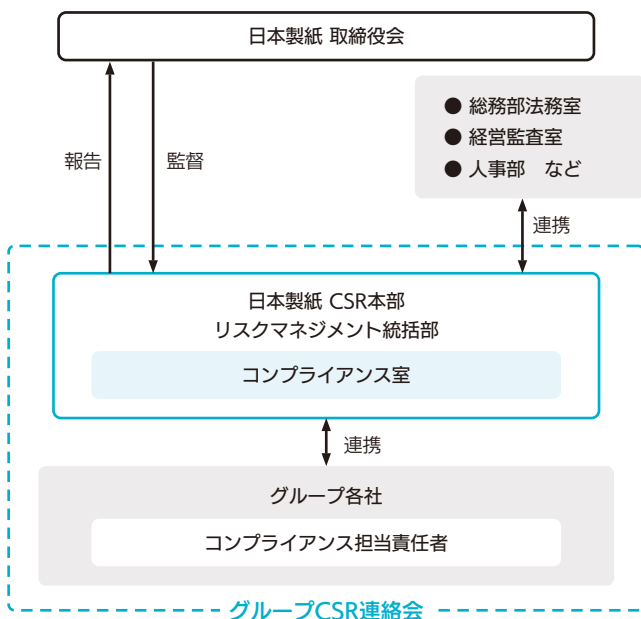 日本製紙 取締役会
● 総務部法務室
● 経営監査室
● 人事部　など
報告
監督
連携
日本製紙 CSR本部
リスクマネジメント統括部
コンプライアンス室
連携
グループ各社
コンプライアンス担当責任者
グループCSR連絡会